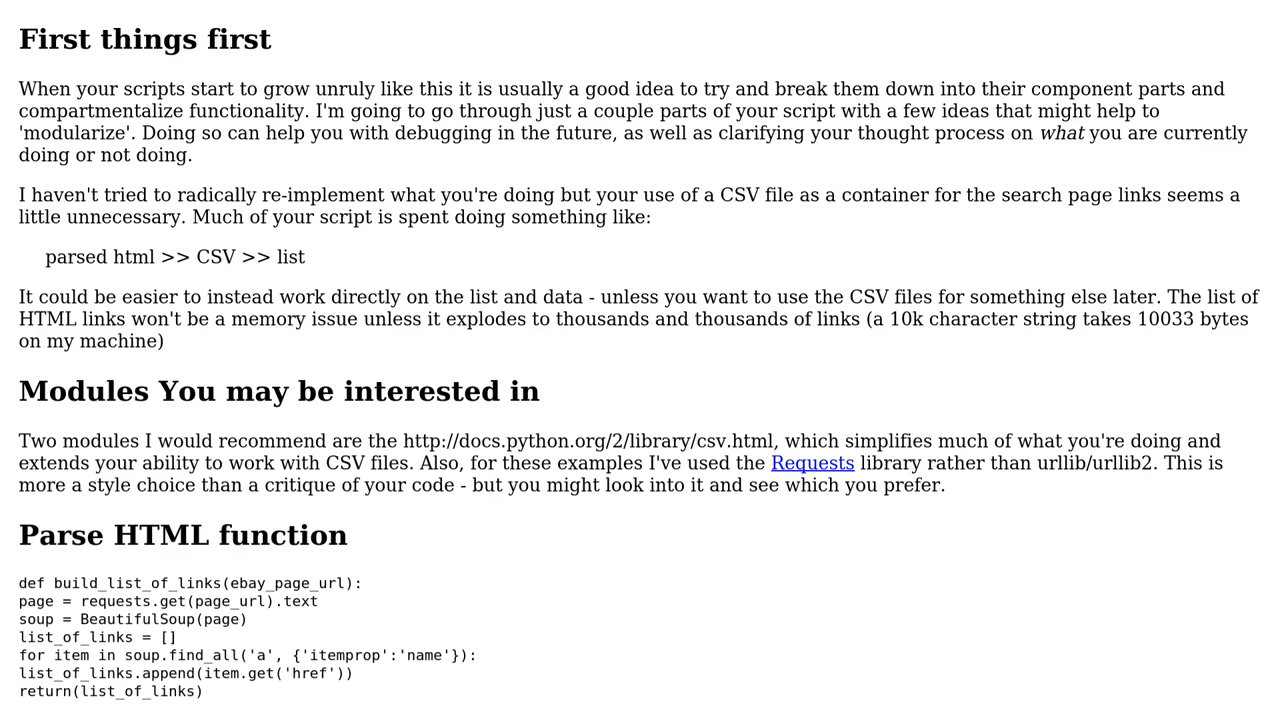 First things first
When your scripts start to grow unruly like this it is usually a good idea to try and break them down into their component parts and
compartmentalize functionality. I'm going to go through just a couple parts of your script with a few ideas that might help to
'modularize'. Doing so can help you with debugging in the future, as well as clarifying your thought process on what you are currently
doing or not doing.
I haven't tried to radically re-implement what you're doing but your use of a CSV file as a container for the search page links seems a
little unnecessary. Much of your script is spent doing something like:
parsed html >> CSV >> list
It could be easier to instead work directly on the list and data - unless you want to use the CSV files for something else later. The list of
HTML links won't be a memory issue unless it explodes to thousands and thousands of links (a 10k character string takes 10033 bytes
on my machine)
Modules You may be interested in
Two modules I would recommend are the http://docs.python.org/2/library/csv.html, which simplifies much of what you're doing and
extends your ability to work with CSV files. Also, for these examples I've used the Requests library rather than urllib/urllib2. This is
more a style choice than a critique of your code - but you might look into it and see which you prefer.
Parse HTML function
def build_list_of_links(ebay_page_url):
page = requests.get(page_url).text
soup = BeautifulSoup(page)
list_of_links = []
for item in soup.find_all('a', {'itemprop':'name'}):
list_of_links.append(item.get('href'))
return(list_of_links)